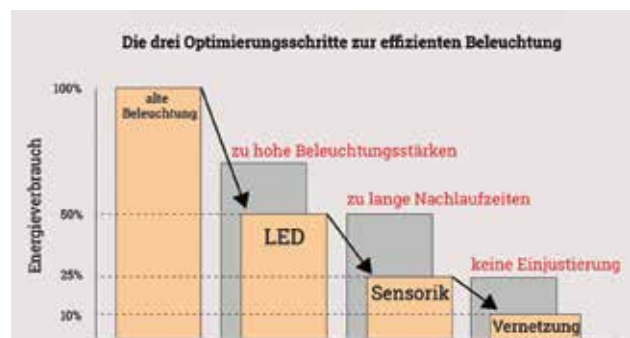 Die drei Optimierungsschritte zur effizienten Beleuchtung
Energieverbrauch
100%
alte
Beleuchtung
zu hohe Beleuchtungsstärken
zu lange Nachlaufzeiten
50%
LED
keine Einjustierung
25%
Sensorik
10%
Vernetzung